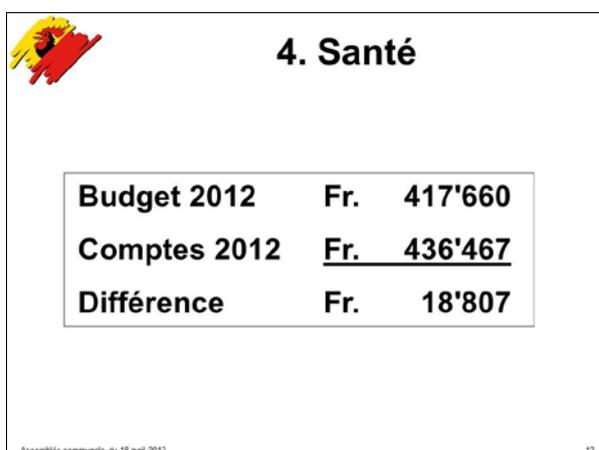 4. Santé
Budget 2012 Fr. 417'660
Comptes 2012 Fr. 436'467
Différence Fr. 18'807